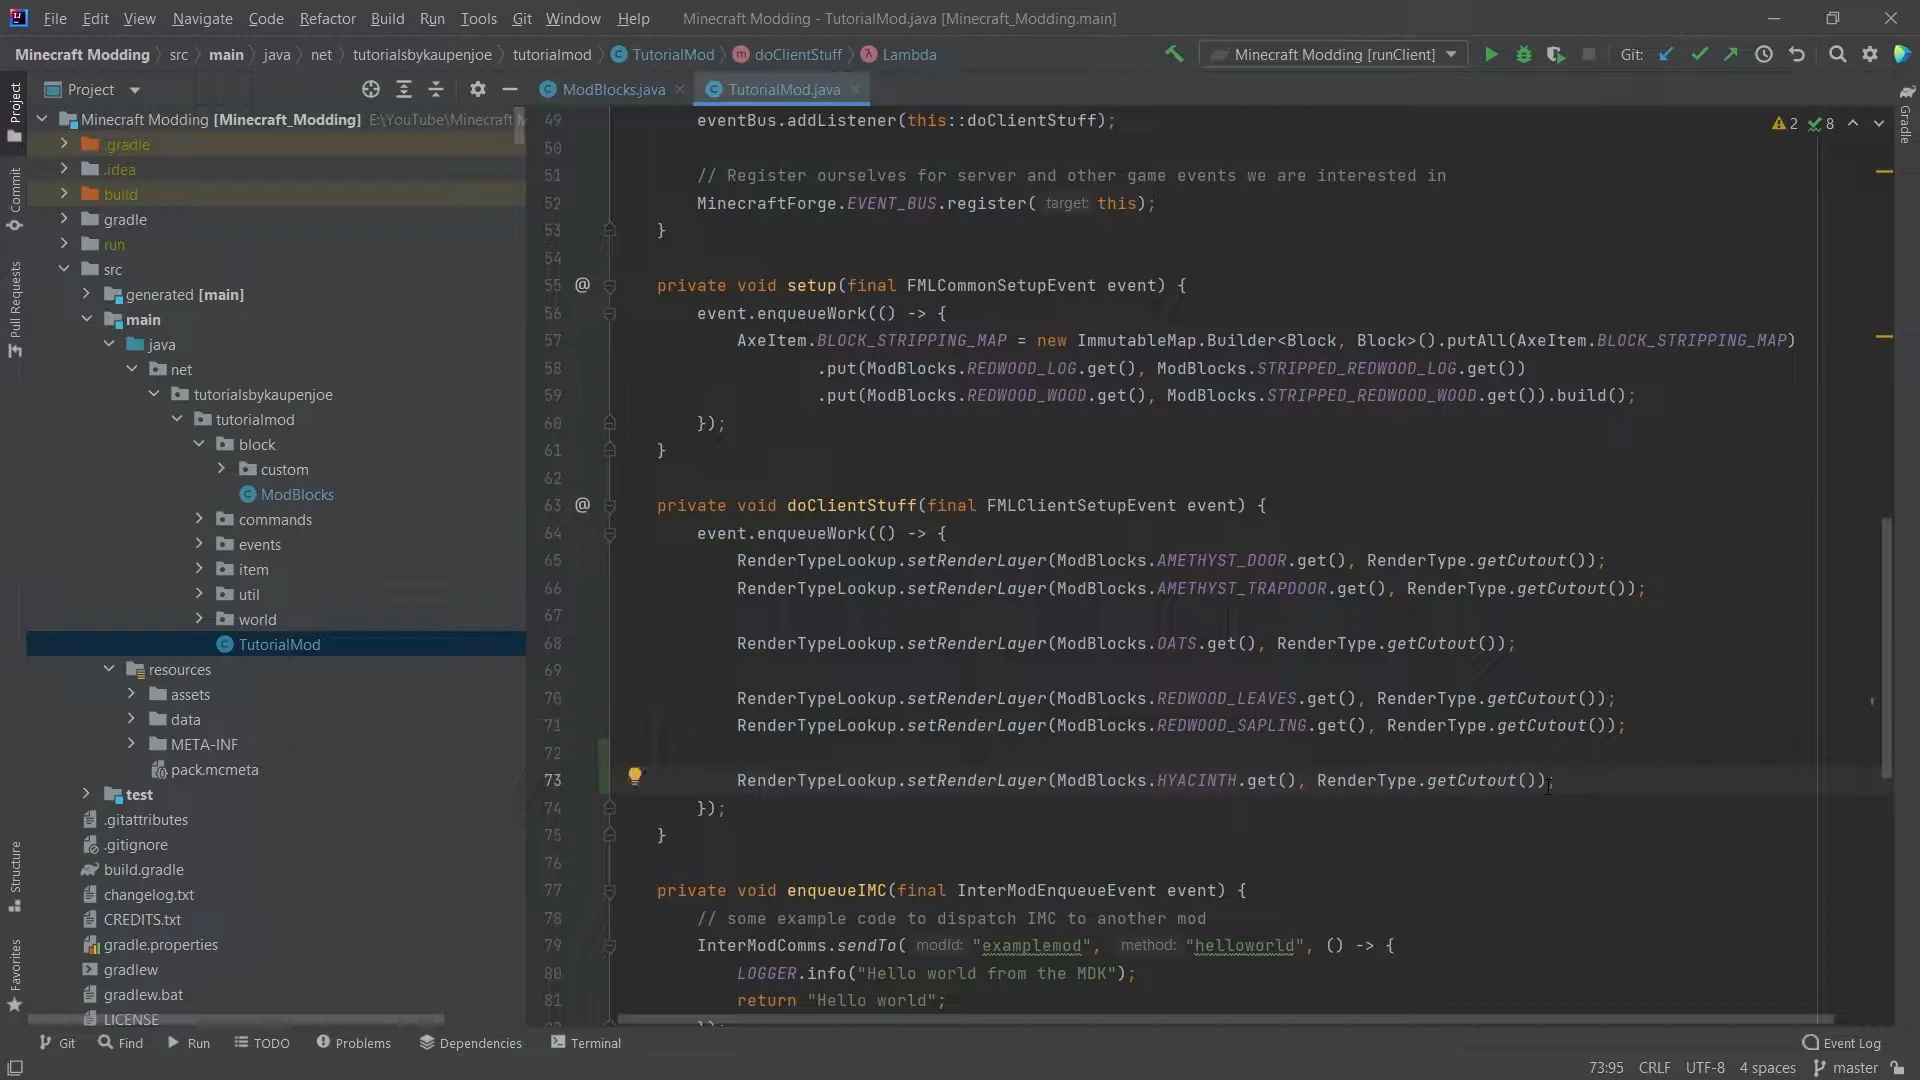 File Edit View Navigate Code Refactor Build Run Tools Git Window Help Minecraft Modding - TutorialMod.java [Minecraft_Modding.main]
Minecraft Modding src main java net tutorialsbykaupenjoe tutorialmod TutorialMod doClientStuff Lambda Minecraft Modding [runClient] Git:
Project
ModBlocks.java TutorialMod.java
Project
Commit
Pull Requests
Structure
Favorites
Gradle
Minecraft Modding [Minecraft_Modding] E:\YouTube\Minecraft M
.gradle
.idea
build
gradle
run
src
generated [main]
main
java
net
tutorialsbykaupenjoe
tutorialmod
block
custom
ModBlocks
commands
events
item
util
world
TutorialMod
resources
assets
data
META-INF
pack.mcmeta
test
.gitattributes
.gitignore
build.gradle
changelog.txt
CREDITS.txt
gradle.properties
gradlew
gradlew.bat
LICENSE
2 8
49 eventBus.addListener(this::doClientStuff);
50
51 // Register ourselves for server and other game events we are interested in
52 MinecraftForge.EVENT_BUS.register( target: this);
53 }
54
55 @ private void setup(final FMLCommonSetupEvent event) {
56 event.enqueueWork(() -> {
57 AxeItem.BLOCK_STRIPPING_MAP = new ImmutableMap.Builder<Block, Block>().putAll(AxeItem.BLOCK_STRIPPING_MAP)
58 .put(ModBlocks.REDWOOD_LOG.get(), ModBlocks.STRIPPED_REDWOOD_LOG.get())
59 .put(ModBlocks.REDWOOD_WOOD.get(), ModBlocks.STRIPPED_REDWOOD_WOOD.get()).build();
60 });
61 }
62
63 @ private void doClientStuff(final FMLClientSetupEvent event) {
64 event.enqueueWork(() -> {
65 RenderTypeLookup.setRenderLayer(ModBlocks.AMETHYST_DOOR.get(), RenderType.getCutout());
66 RenderTypeLookup.setRenderLayer(ModBlocks.AMETHYST_TRAPDOOR.get(), RenderType.getCutout());
67
68 RenderTypeLookup.setRenderLayer(ModBlocks.OATS.get(), RenderType.getCutout());
69
70 RenderTypeLookup.setRenderLayer(ModBlocks.REDWOOD_LEAVES.get(), RenderType.getCutout());
71 RenderTypeLookup.setRenderLayer(ModBlocks.REDWOOD_SAPLING.get(), RenderType.getCutout());
72
73 RenderTypeLookup.setRenderLayer(ModBlocks.HYACINTH.get(), RenderType.getCutout());
74 });
75 }
76
77 private void enqueueIMC(final InterModEnqueueEvent event) {
78 // some example code to dispatch IMC to another mod
79 InterModComms.sendTo( modId: "examplemod", method: "helloworld", () -> {
80 LOGGER.info("Hello world from the MDK");
81 return "Hello world";
Git Find Run TODO Problems Dependencies Terminal Event Log
73:95 CRLF UTF-8 4 spaces master